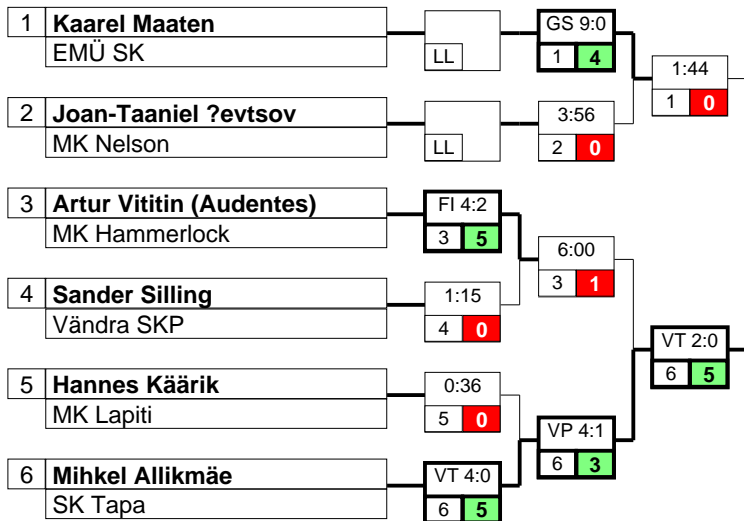 1 Kaarel Maaten
EMÜ SK
LL
GS 9:0
1 4
1:44
1 0
2 Joan-Taaniel ?evtsov
MK Nelson
LL
3:56
2 0
3 Artur Vititin (Audentes)
MK Hammerlock
FI 4:2
3 5
6:00
3 1
4 Sander Silling
Vändra SKP
1:15
4 0
VT 2:0
6 5
5 Hannes Käärik
MK Lapiti
0:36
5 0
VP 4:1
6 3
6 Mihkel Allikmäe
SK Tapa
VT 4:0
6 5